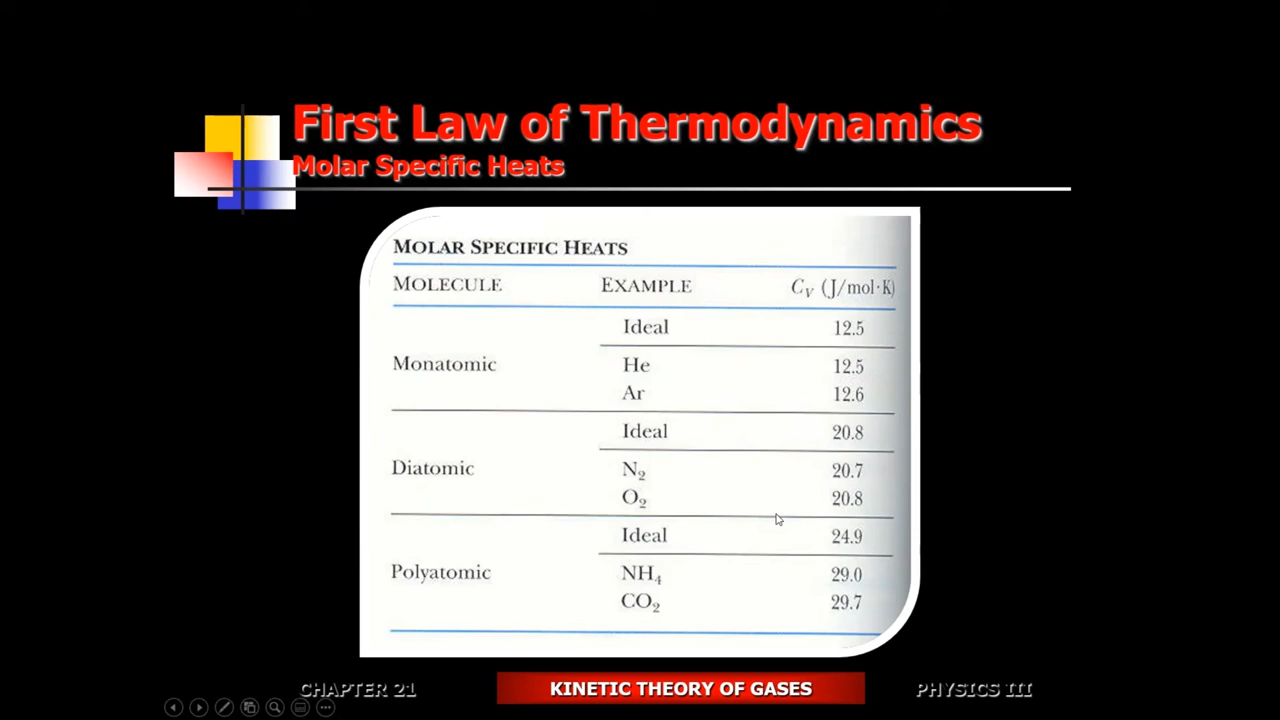 First Law of Thermodynamics
Molar Specific Heats
MOLAR SPECIFIC HEATS
MOLECULE EXAMPLE C_V (J/mol·K)
Ideal 12.5
Monatomic He 12.5
Ar 12.6
Ideal 20.8
Diatomic N₂ 20.7
O₂ 20.8
Ideal 24.9
Polyatomic NH₄ 29.0
CO₂ 29.7
CHAPTER 21 KINETIC THEORY OF GASES PHYSICS III